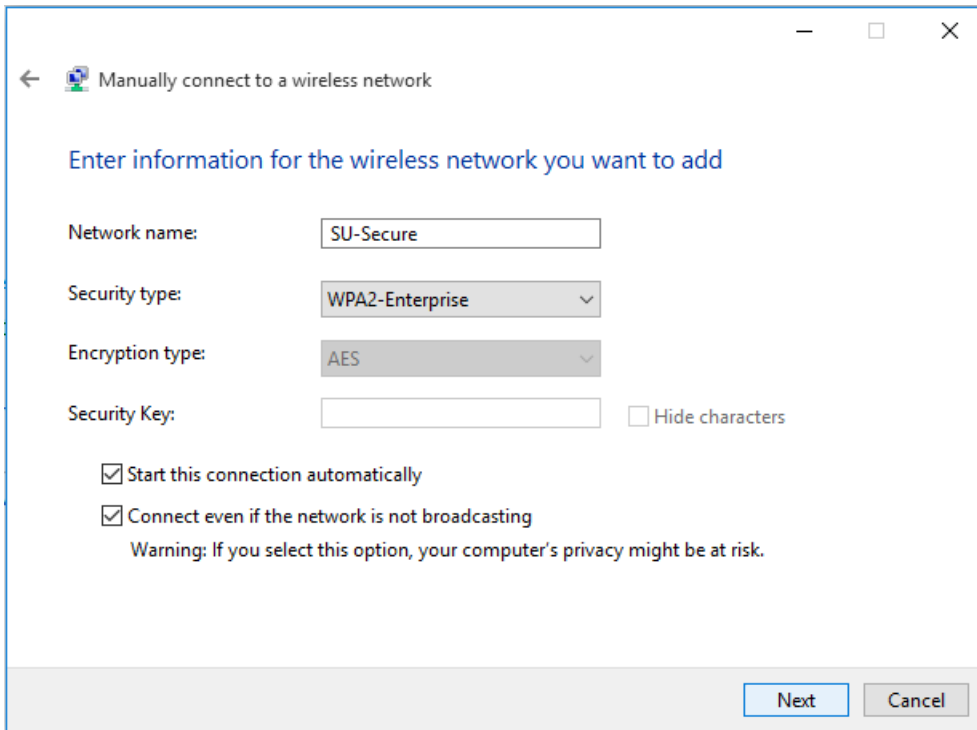 Manually connect to a wireless network
Enter information for the wireless network you want to add
Network name: SU-Secure
Security type: WPA2-Enterprise
Encryption type: AES
Security Key: Hide characters
Start this connection automatically
Connect even if the network is not broadcasting
Warning: If you select this option, your computer's privacy might be at risk.
Next Cancel